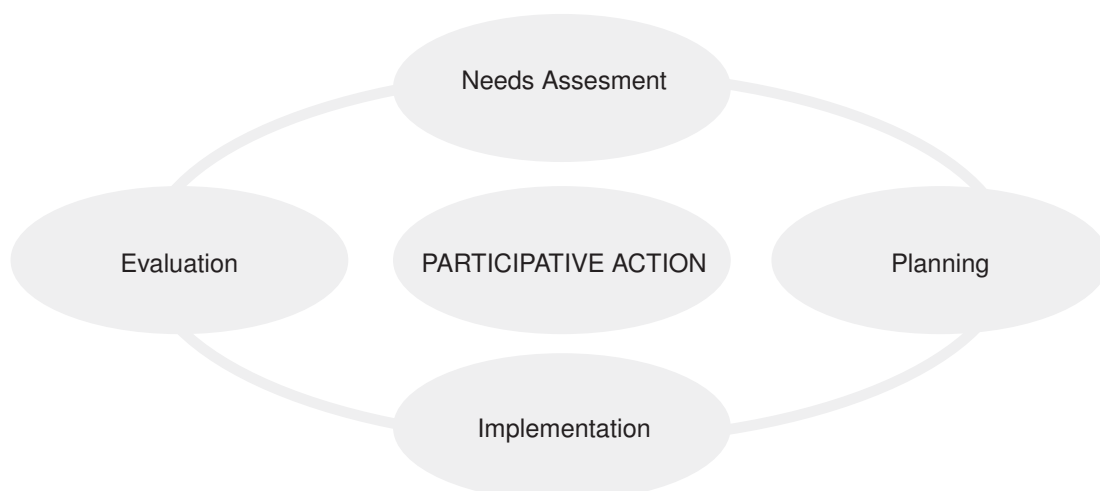 Needs Assesment
Evaluation
PARTICIPATIVE ACTION
Planning
Implementation